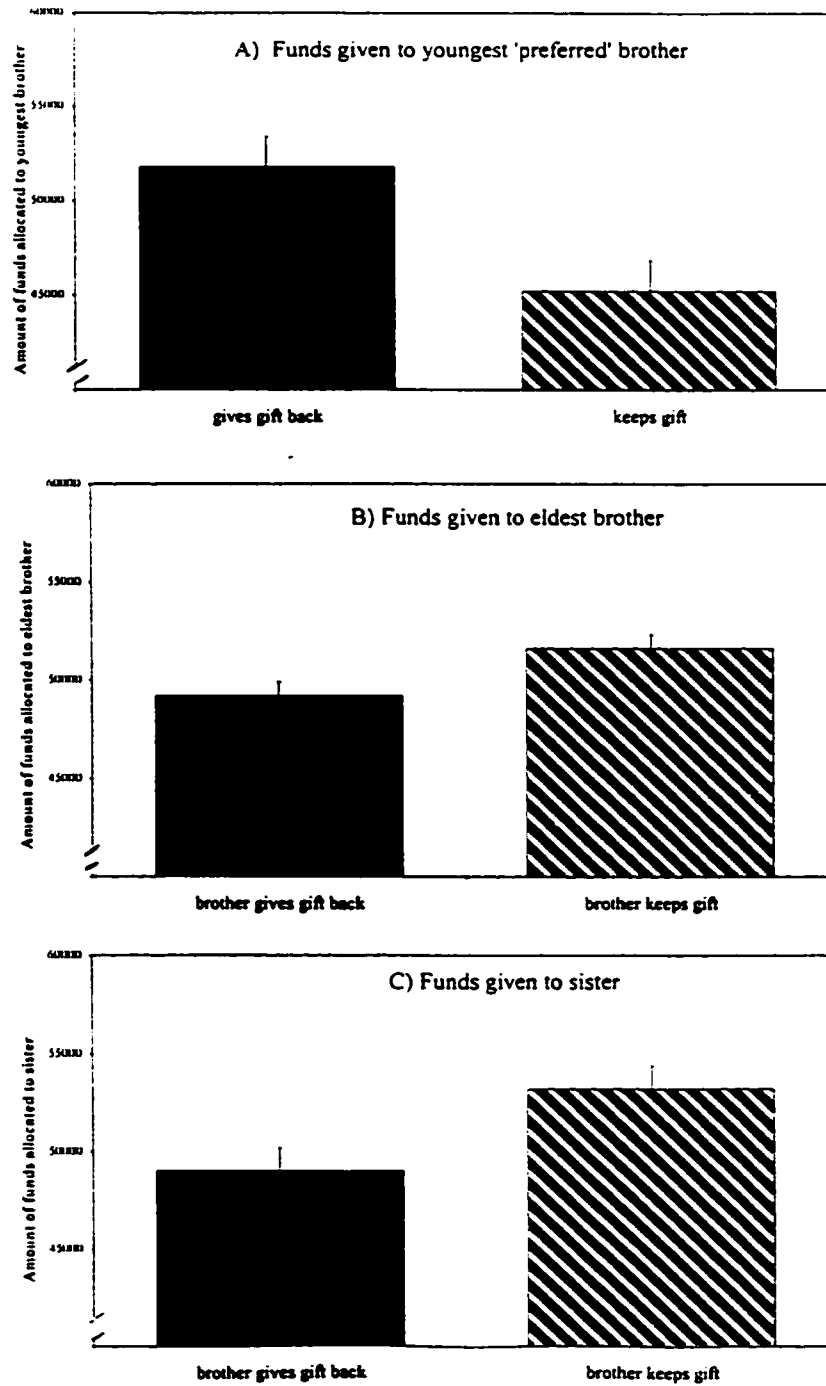 60000
A) Funds given to youngest 'preferred' brother
Amount of funds allocated to youngest brother
55000
50000
45000
gives gift back
keeps gift
60000
B) Funds given to eldest brother
Amount of funds allocated to eldest brother
55000
50000
45000
brother gives gift back
brother keeps gift
60000
C) Funds given to sister
Amount of funds allocated to sister
55000
50000
45000
brother gives gift back
brother keeps gift